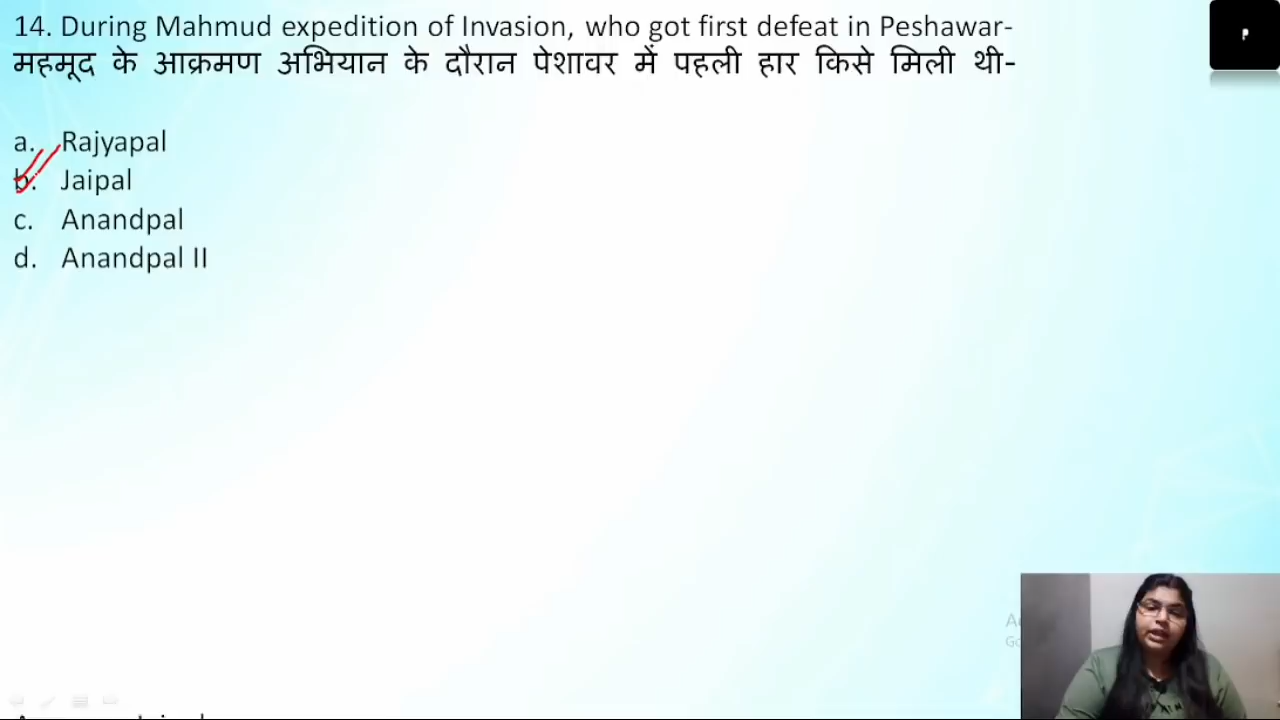 14. During Mahmud expedition of Invasion, who got first defeat in Peshawar-
महमूद के आक्रमण अभियान के दौरान पेशावर में पहली हार किसे मिली थी-
a. Rajyapal
b. Jaipal
c. Anandpal
d. Anandpal II